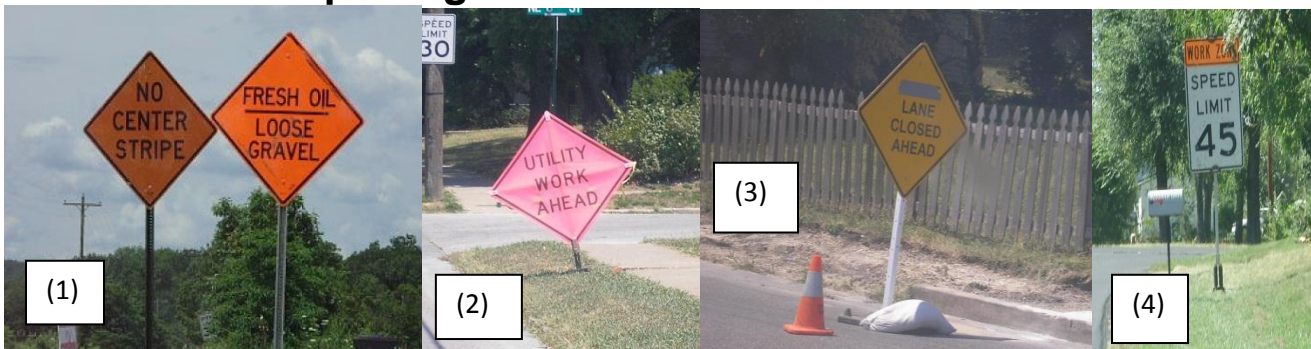 NO
CENTER
STRIPE
FRESH OIL
LOOSE
GRAVEL
(1)
SPEED
LIMIT
30
UTILITY
WORK
AHEAD
(2)
LANE
CLOSED
AHEAD
(3)
WORK ZONE
SPEED
LIMIT
45
(4)